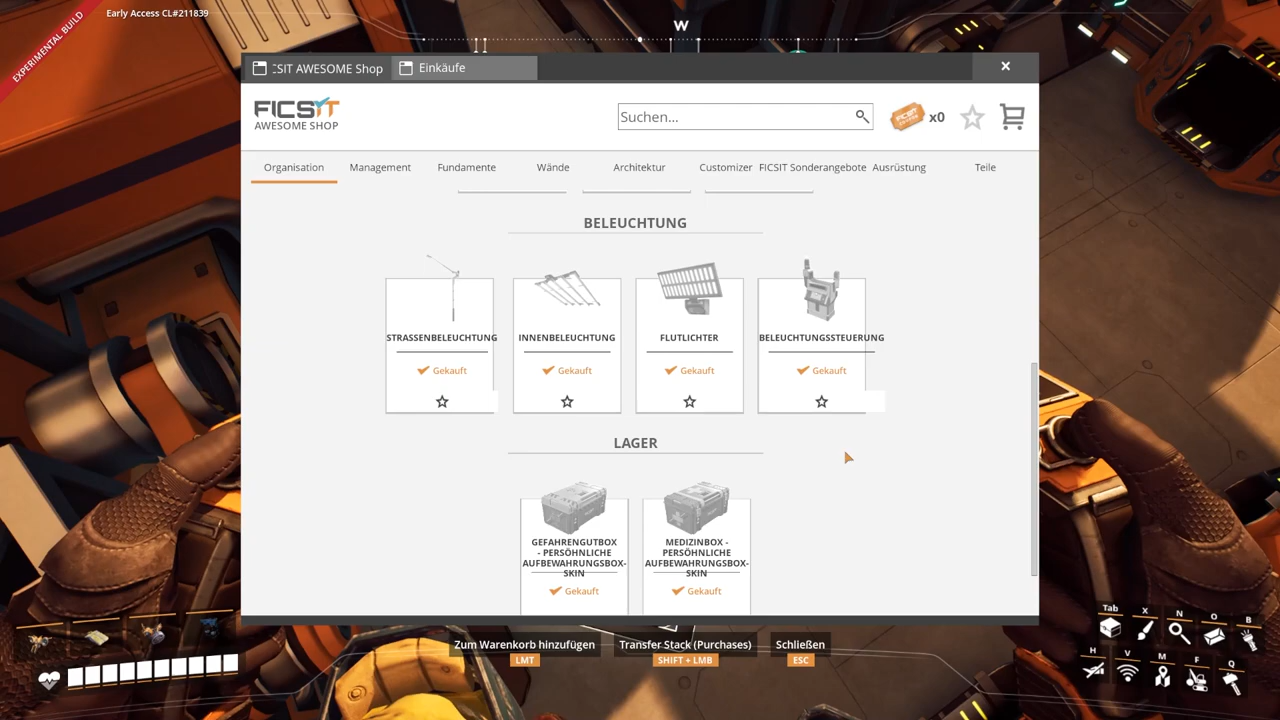 Early Access CL#211839
EXPERIMENTAL BUILD
W
CSIT AWESOME Shop
Einkäufe
FICSIT
AWESOME SHOP
Suchen...
x0
Organisation Management Fundamente Wände Architektur Customizer FICSIT Sonderangebote Ausrüstung Teile
BELEUCHTUNG
STRASSENBELEUCHTUNG INNENBELEUCHTUNG FLUTLICHTER BELEUCHTUNGSSTEUERUNG
Gekauft Gekauft Gekauft Gekauft
LAGER
GEFAHRENGUTBOX
- PERSÖHNLICHE
AUFBEWAHRUNGSBOX-
SKIN
MEDIZINBOX -
PERSÖHNLICHE
AUFBEWAHRUNGSBOX-
SKIN
Gekauft Gekauft
Zum Warenkorb hinzufügen Transfer Stack (Purchases) Schließen
LMT SHIFT + LMB ESC
Tab X N O B
H V M F Q